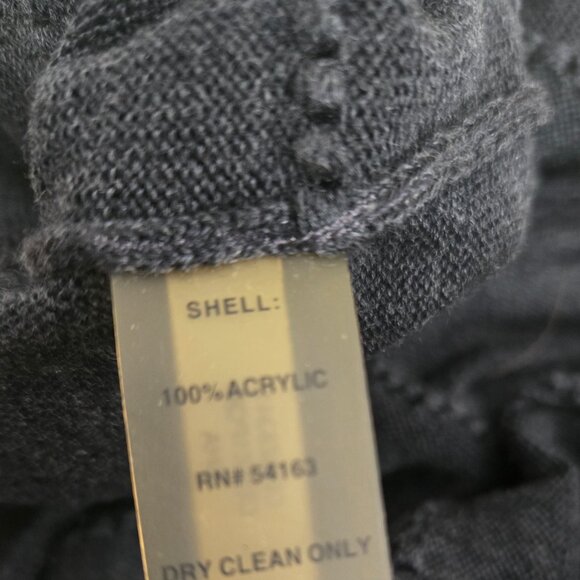 SHELL:
100% ACRYLIC
RN# 54163
DRY CLEAN ONLY